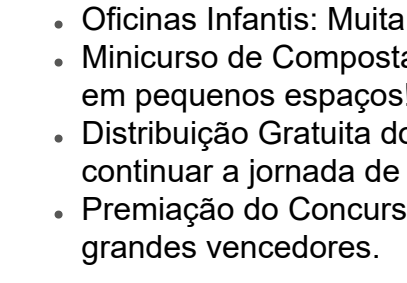 • Oficinas Infantis: Muita
• Minicurso de Compost
em pequenos espaços!
• Distribuição Gratuita do
continuar a jornada de
• Premiação do Concurs
grandes vencedores.